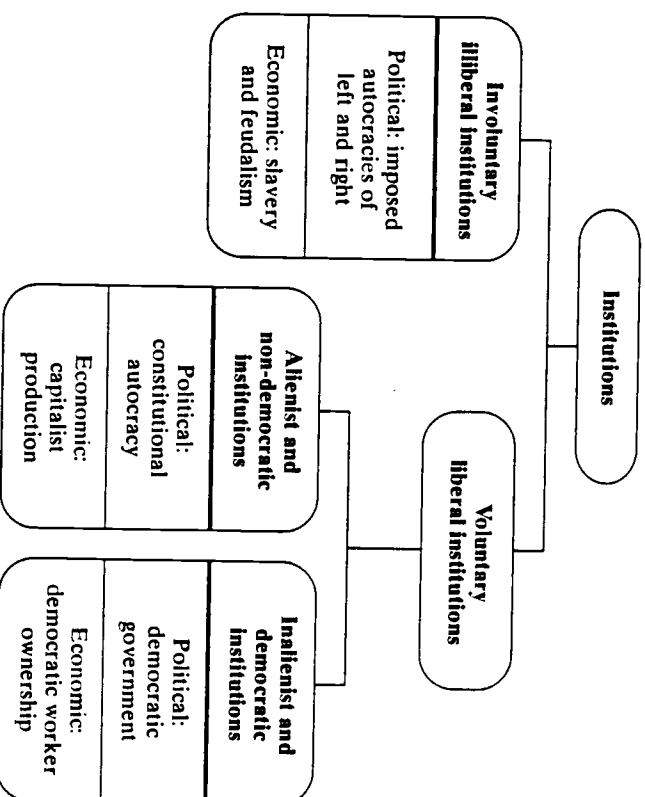 Institutions
Involuntary
illiberal institutions
Political: imposed
autocracies of
left and right
Economic: slavery
and feudalism
Voluntary
liberal institutions
Alienist and
non-democratic
institutions
Political:
constitutional
autocracy
Economic:
capitalist
production
Inalienist and
democratic
institutions
Political:
democratic
government
Economic:
democratic worker
ownership